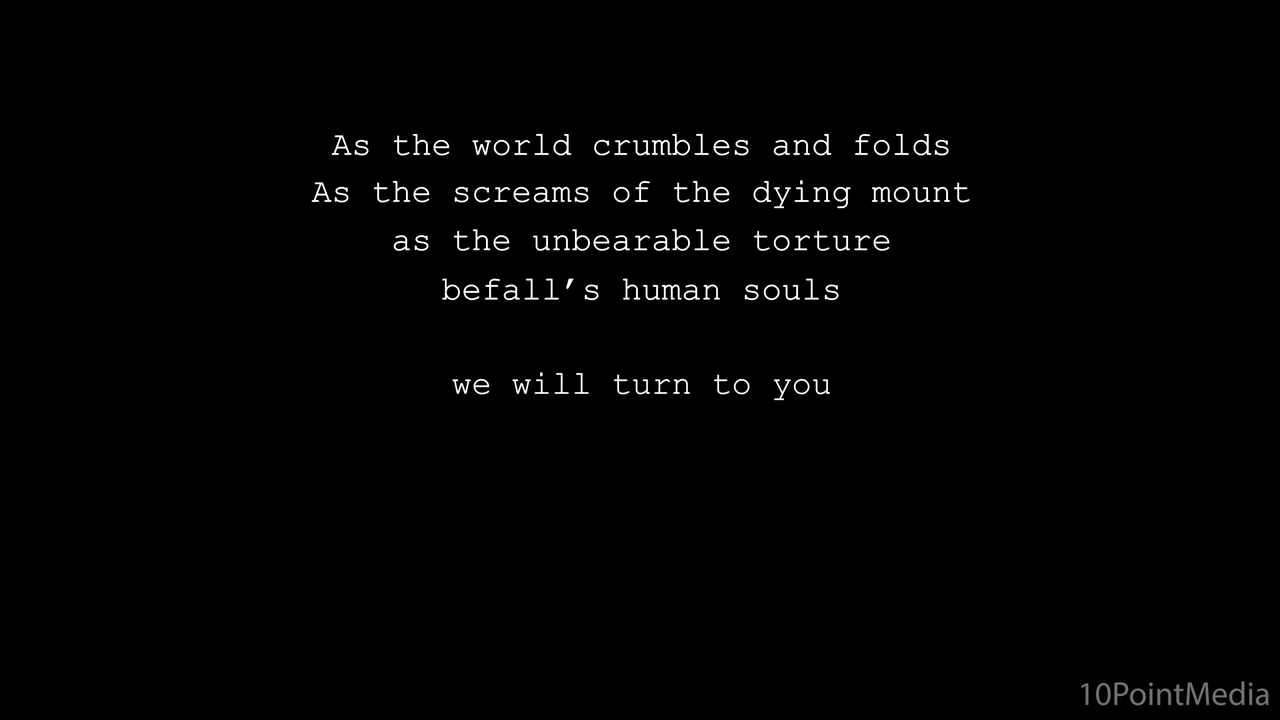 As the world crumbles and folds
As the screams of the dying mount
as the unbearable torture
befall’s human souls
we will turn to you
10PointMedia